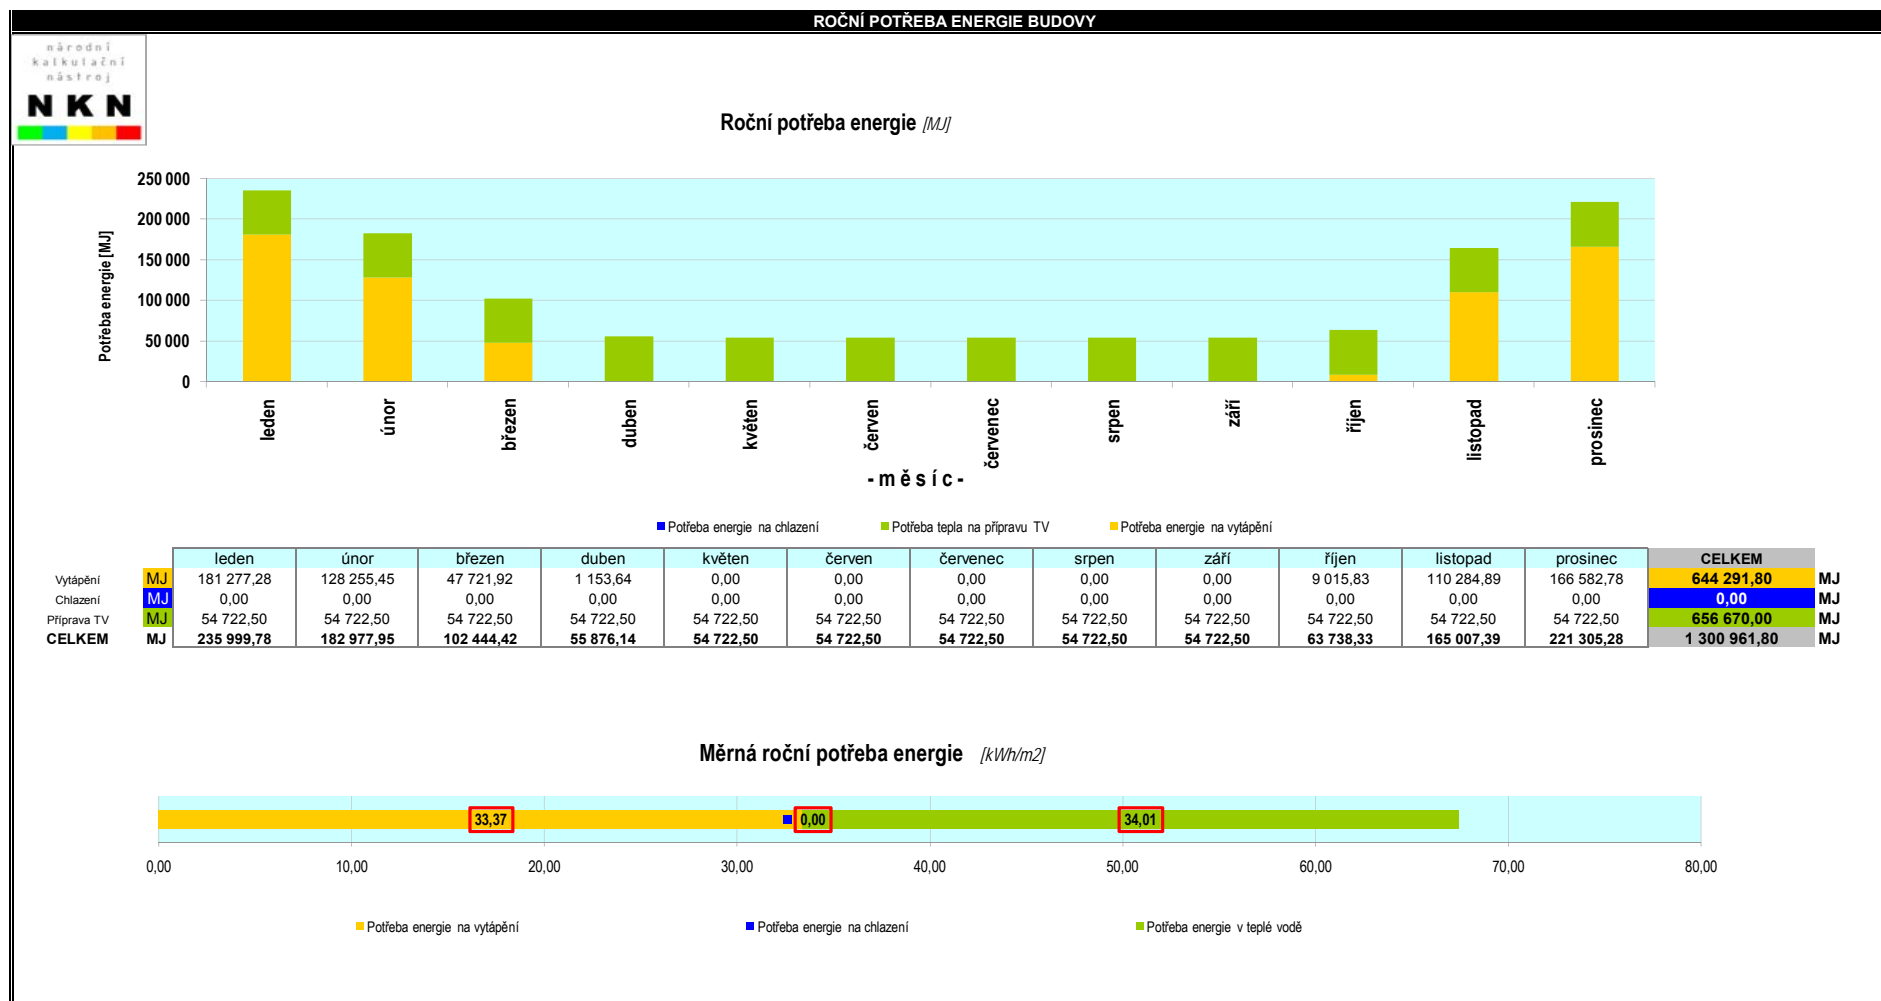 ROČNÍ POTŘEBA ENERGIE BUDOVY
národní
kalkulační
nástroj
NKN
Roční potřeba energie [MJ]
Potřeba energie [MJ]
250 000
200 000
150 000
100 000
50 000
0
leden únor březen duben květen červen červenec srpen září říjen listopad prosinec
- m ě s í c -
Potřeba energie na chlazení Potřeba tepla na přípravu TV Potřeba energie na vytápění
leden únor březen duben květen červen červenec srpen září říjen listopad prosinec CELKEM
Vytápění MJ 181 277,28 128 255,45 47 721,92 1 153,64 0,00 0,00 0,00 0,00 0,00 9 015,83 110 284,89 166 582,78 644 291,80 MJ
Chlazení MJ 0,00 0,00 0,00 0,00 0,00 0,00 0,00 0,00 0,00 0,00 0,00 0,00 0,00 MJ
Příprava TV MJ 54 722,50 54 722,50 54 722,50 54 722,50 54 722,50 54 722,50 54 722,50 54 722,50 54 722,50 54 722,50 54 722,50 54 722,50 656 670,00 MJ
CELKEM MJ 235 999,78 182 977,95 102 444,42 55 876,14 54 722,50 54 722,50 54 722,50 54 722,50 54 722,50 63 738,33 165 007,39 221 305,28 1 300 961,80 MJ
Měrná roční potřeba energie [kWh/m2]
33,37 0,00 34,01
0,00 10,00 20,00 30,00 40,00 50,00 60,00 70,00 80,00
Potřeba energie na vytápění Potřeba energie na chlazení Potřeba energie v teplé vodě